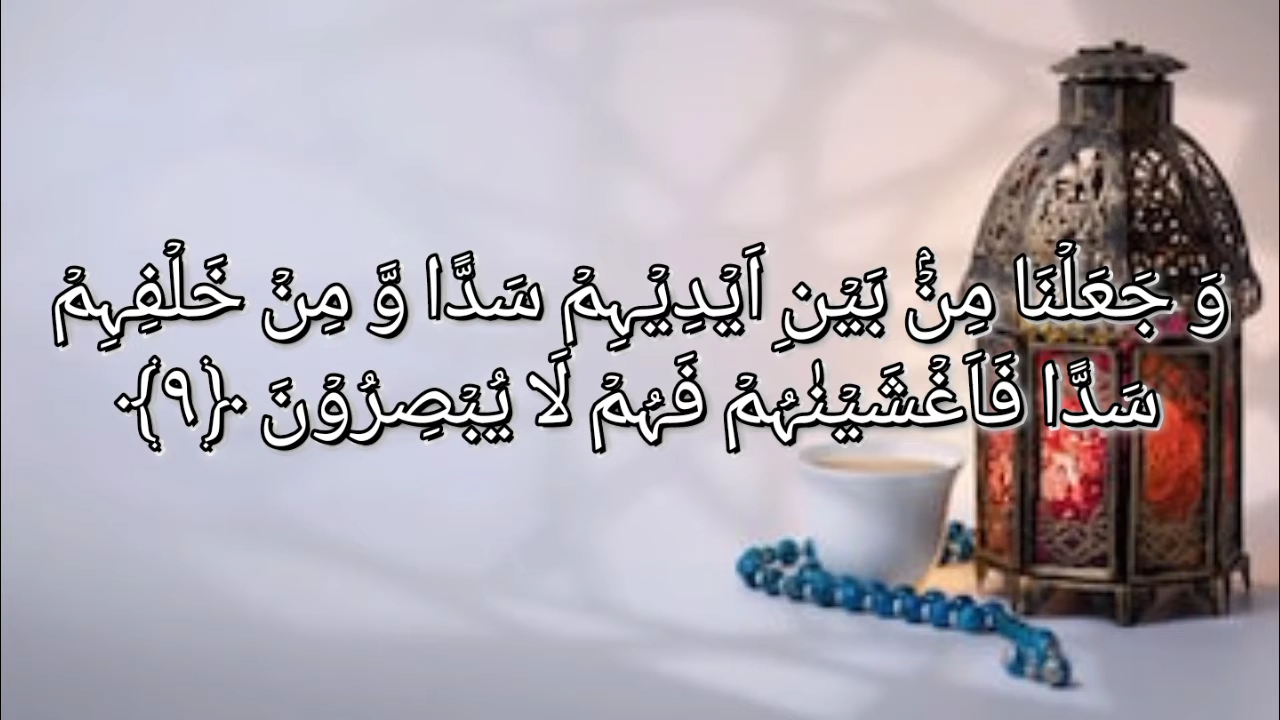 وَ جَعَلۡنَا مِنۡۢ بَیۡنِ اَیۡدِیۡہِمۡ سَدًّا وَّ مِنۡ خَلۡفِہِمۡ
سَدًّا فَاَغۡشَیۡنٰہُمۡ فَہُمۡ لَا یُبۡصِرُوۡنَ ﴿۹﴾